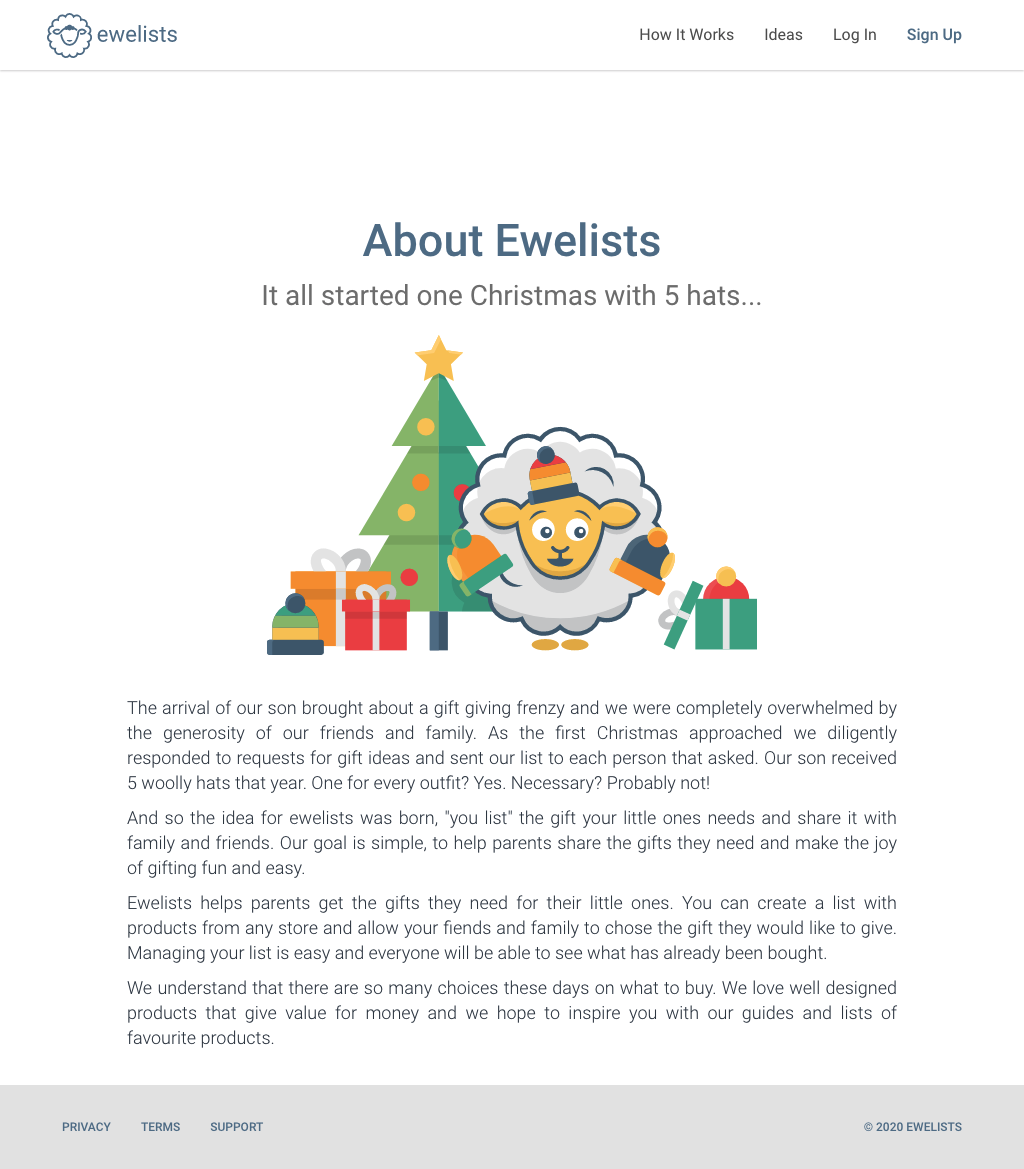 ewelists
How It Works
Ideas
Log In
Sign Up
About Ewelists
It all started one Christmas with 5 hats...
The arrival of our son brought about a gift giving frenzy and we were completely overwhelmed by
the generosity of our friends and family. As the first Christmas approached we diligently
responded to requests for gift ideas and sent our list to each person that asked. Our son received
5 woolly hats that year. One for every outfit? Yes. Necessary? Probably not!
And so the idea for ewelists was born, "you list" the gift your little ones needs and share it with
family and friends. Our goal is simple, to help parents share the gifts they need and make the joy
of gifting fun and easy.
Ewelists helps parents get the gifts they need for their little ones. You can create a list with
products from any store and allow your fiends and family to chose the gift they would like to give.
Managing your list is easy and everyone will be able to see what has already been bought.
We understand that there are so many choices these days on what to buy. We love well designed
products that give value for money and we hope to inspire you with our guides and lists of
favourite products.
PRIVACY
TERMS
SUPPORT
© 2020 EWELISTS